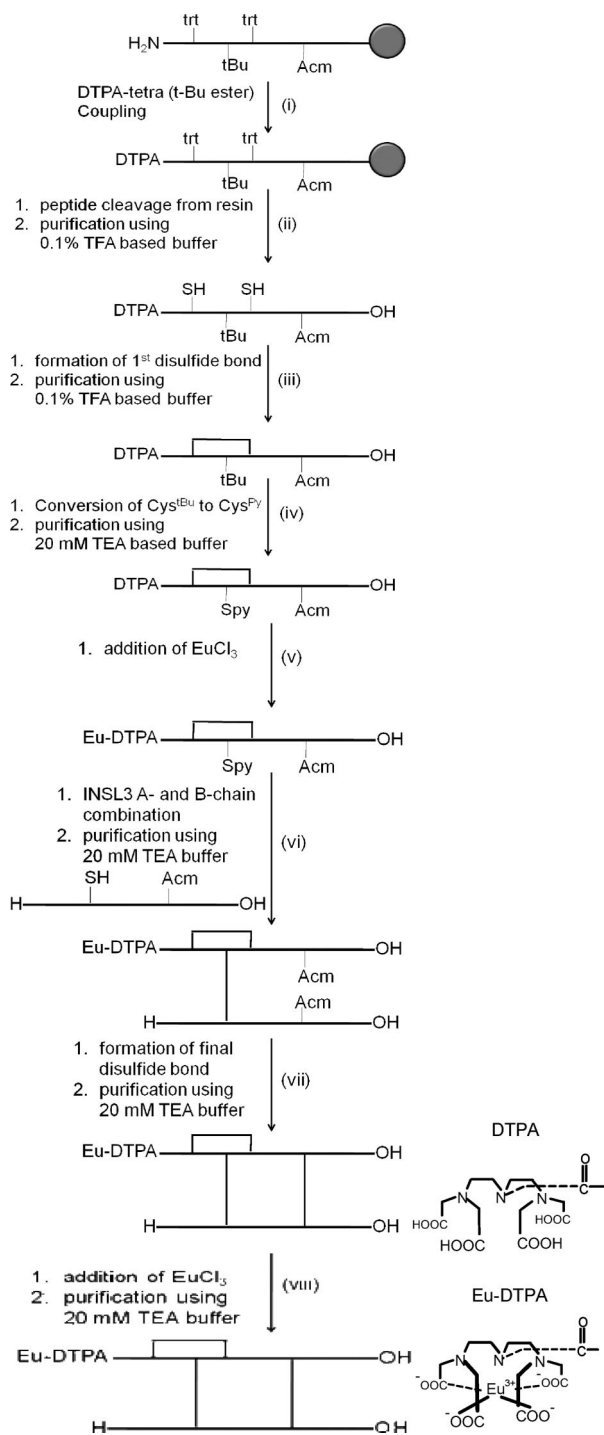 trt trt
H₂N
tBu Acm
DTPA-tetra (t-Bu ester)
Coupling
(i)
trt trt
DTPA
tBu Acm
1. peptide cleavage from resin
2. purification using
0.1% TFA based buffer
(ii)
SH SH
DTPA OH
tBu Acm
1. formation of 1st disulfide bond
2. purification using
0.1% TFA based buffer
(iii)
DTPA OH
tBu Acm
1. Conversion of CystBu to CysPy
2. purification using
20 mM TEA based buffer
(iv)
DTPA OH
Spy Acm
1. addition of EuCl₃
(v)
Eu-DTPA OH
Spy Acm
1. INSL3 A- and B-chain
combination
2. purification using
20 mM TEA buffer
(vi)
SH Acm
H OH
Eu-DTPA OH
Acm
Acm
H OH
1. formation of final
disulfide bond
2. purification using
20 mM TEA buffer
(vii)
Eu-DTPA OH
H OH
DTPA
O
C
N N N
HOOC HOOC
HOOC COOH
1. addition of EuCl₃
2. purification using
20 mM TEA buffer
(viii)
Eu-DTPA OH
H OH
Eu-DTPA
O
C
N N N
⁻OOC Eu³⁺ ⁻OOC
⁻OOC COO⁻